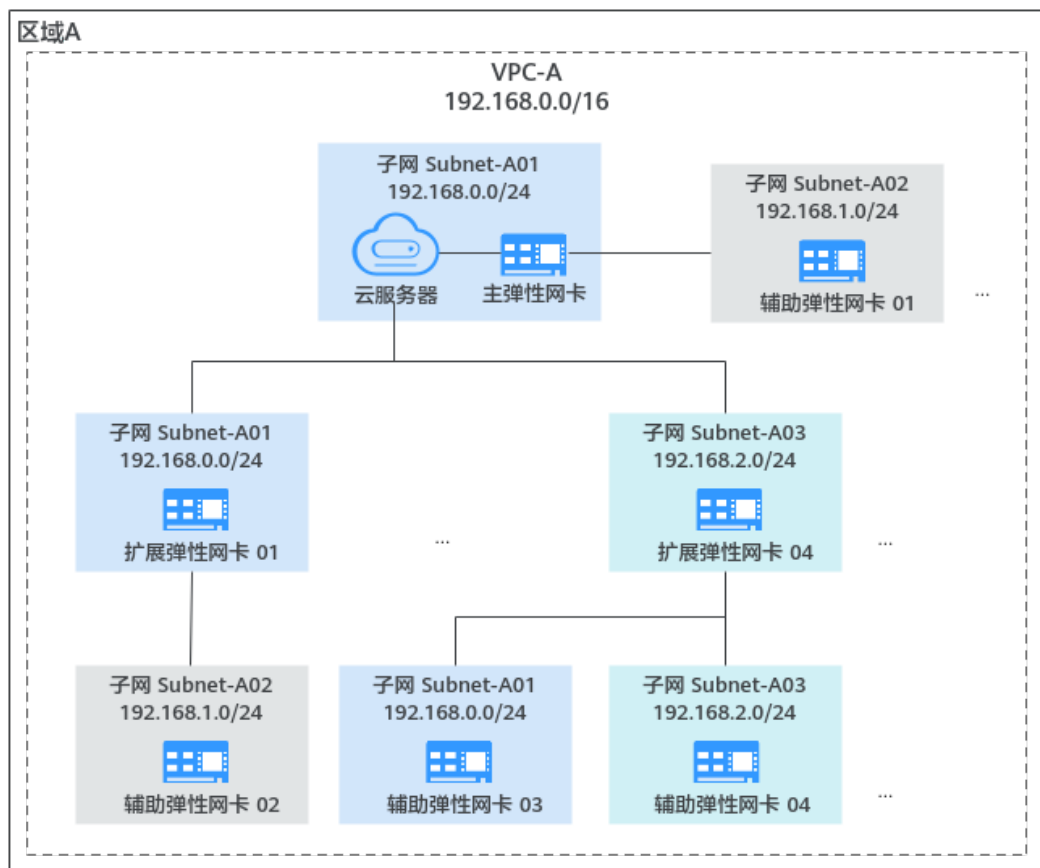 区域A
VPC-A
192.168.0.0/16
子网 Subnet-A01
192.168.0.0/24
云服务器
主弹性网卡
子网 Subnet-A02
192.168.1.0/24
辅助弹性网卡 01
...
子网 Subnet-A01
192.168.0.0/24
扩展弹性网卡 01
...
子网 Subnet-A03
192.168.2.0/24
扩展弹性网卡 04
...
子网 Subnet-A02
192.168.1.0/24
辅助弹性网卡 02
子网 Subnet-A01
192.168.0.0/24
辅助弹性网卡 03
子网 Subnet-A03
192.168.2.0/24
辅助弹性网卡 04
...